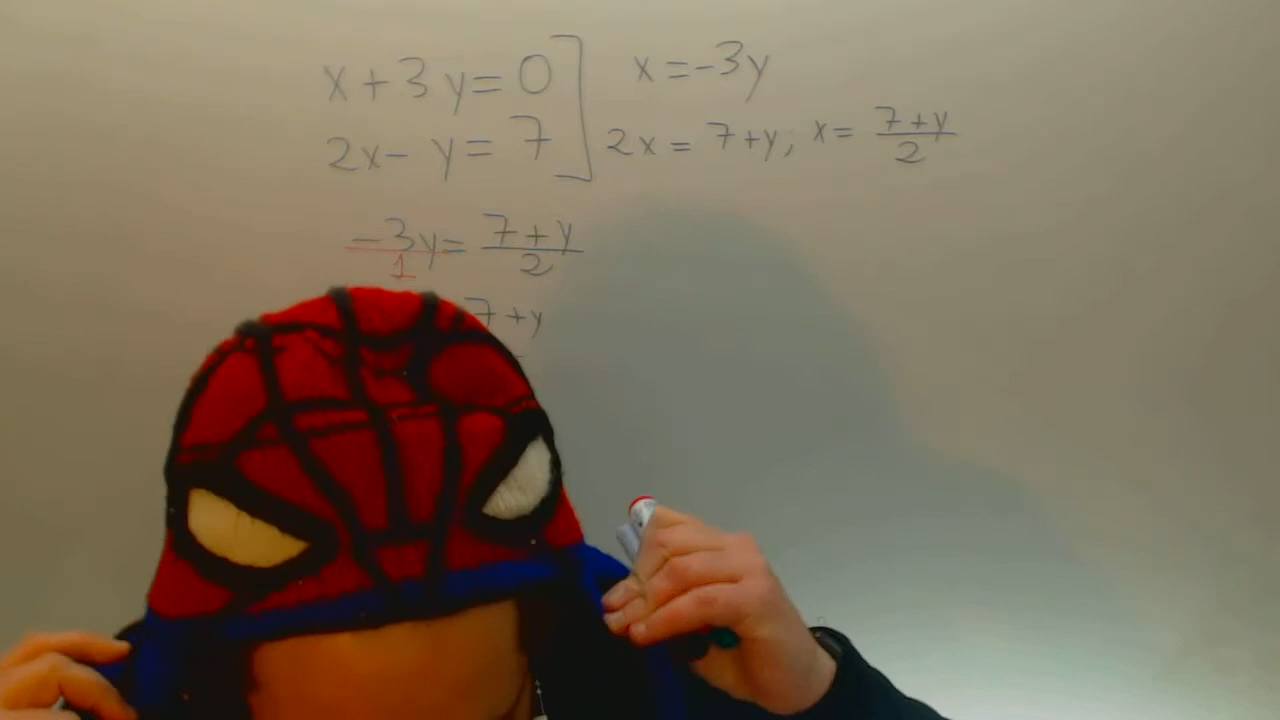 x + 3y = 0 ] x = -3y
2x - y = 7 ] 2x = 7+y, x = (7+y)/2
-3y/1 = (7+y)/2
7+y